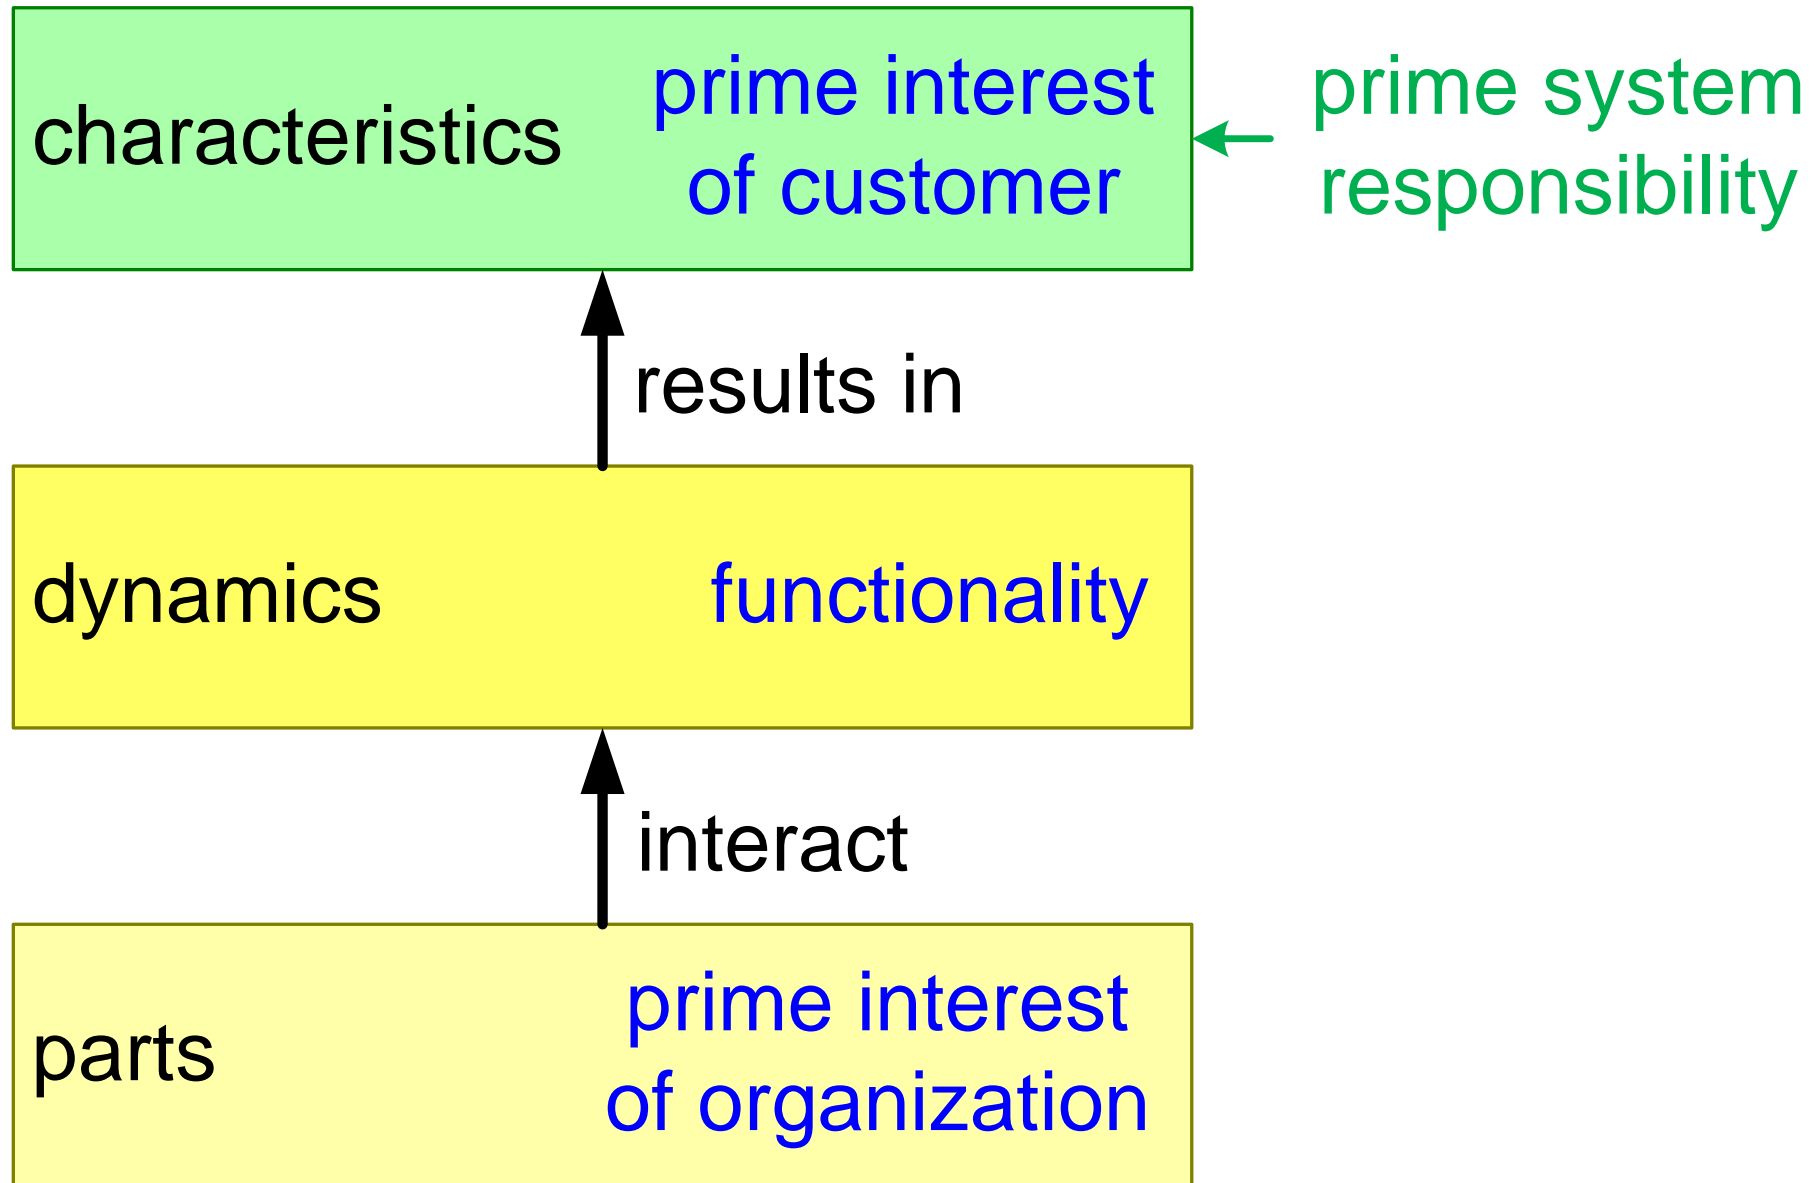 characteristics
prime interest
of customer
prime system
responsibility
results in
dynamics
functionality
interact
parts
prime interest
of organization